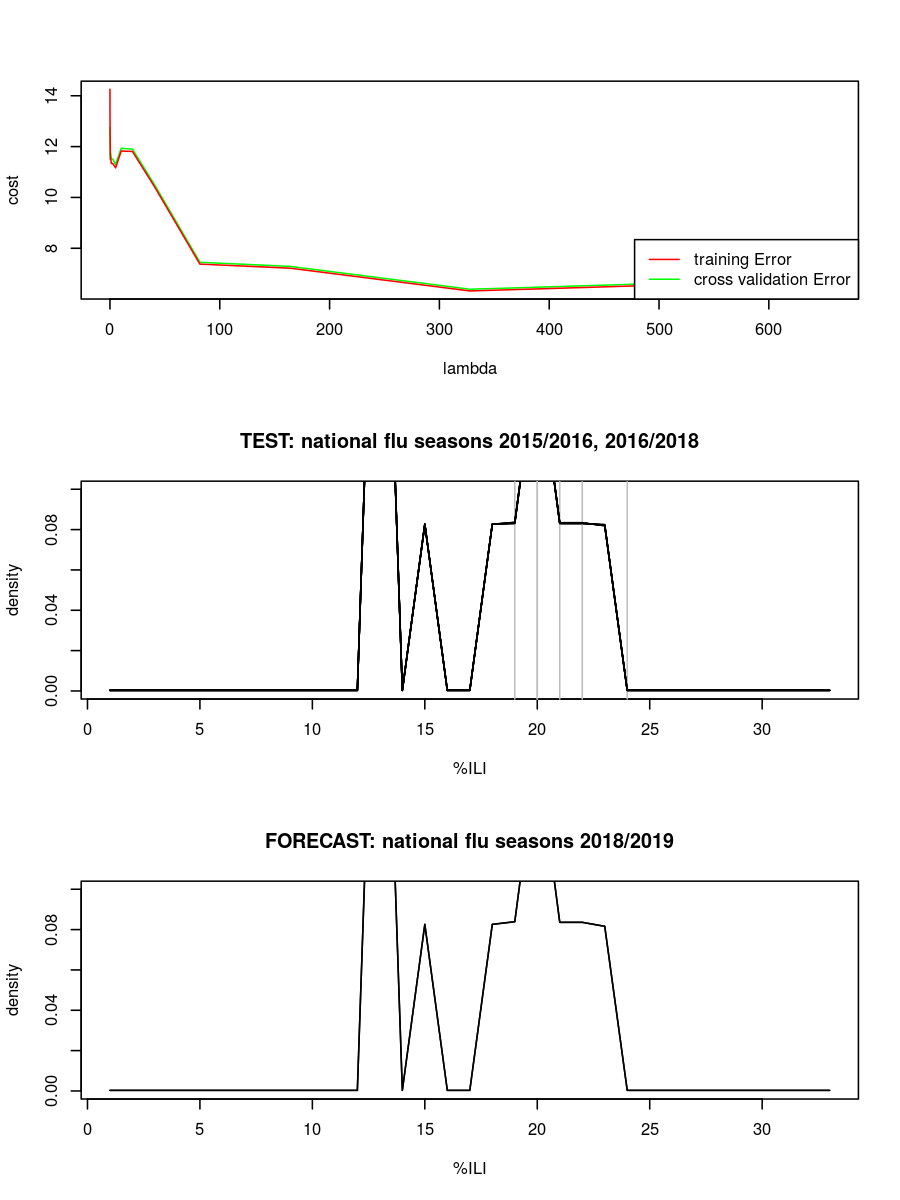 14
12
10
8
cost
training Error
cross validation Error
0 100 200 300 400 500 600
lambda
TEST: national flu seasons 2015/2016, 2016/2018
0.08
0.04
0.00
density
0 5 10 15 20 25 30
%ILI
FORECAST: national flu seasons 2018/2019
0.08
0.04
0.00
density
0 5 10 15 20 25 30
%ILI